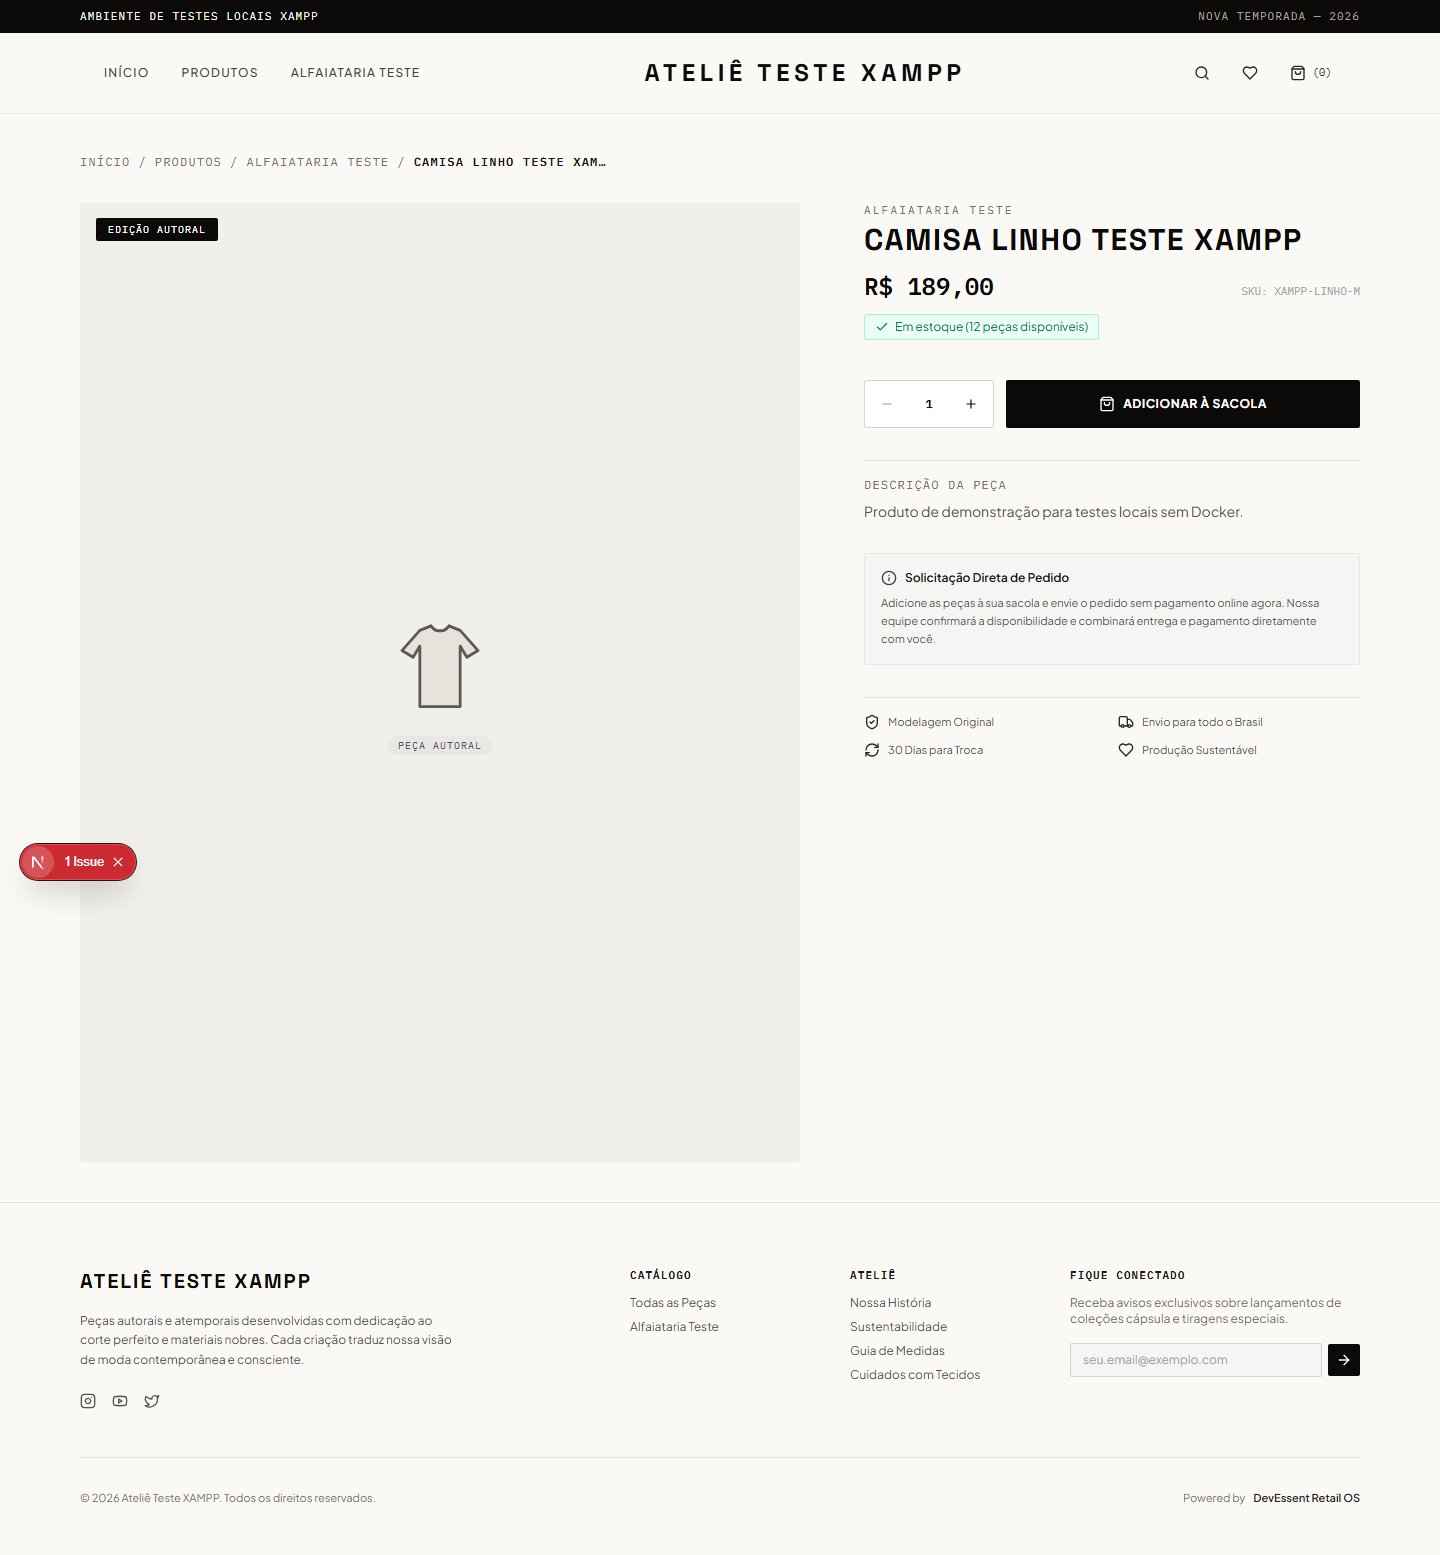 AMBIENTE DE TESTES LOCAIS XAMPP
NOVA TEMPORADA — 2026
INÍCIO
PRODUTOS
ALFAIATARIA TESTE
ATELIÊ TESTE XAMPP
(0)
INÍCIO / PRODUTOS / ALFAIATARIA TESTE / CAMISA LINHO TESTE XAM…
EDIÇÃO AUTORAL
PEÇA AUTORAL
ALFAIATARIA TESTE
CAMISA LINHO TESTE XAMPP
R$ 189,00
SKU: XAMPP-LINHO-M
Em estoque (12 peças disponíveis)
1
ADICIONAR À SACOLA
DESCRIÇÃO DA PEÇA
Produto de demonstração para testes locais sem Docker.
Solicitação Direta de Pedido
Adicione as peças à sua sacola e envie o pedido sem pagamento online agora. Nossa
equipe confirmará a disponibilidade e combinará entrega e pagamento diretamente
com você.
Modelagem Original
Envio para todo o Brasil
30 Dias para Troca
Produção Sustentável
N
1 Issue
ATELIÊ TESTE XAMPP
Peças autorais e atemporais desenvolvidas com dedicação ao
corte perfeito e materiais nobres. Cada criação traduz nossa visão
de moda contemporânea e consciente.
CATÁLOGO
Todas as Peças
Alfaiataria Teste
ATELIÊ
Nossa História
Sustentabilidade
Guia de Medidas
Cuidados com Tecidos
FIQUE CONECTADO
Receba avisos exclusivos sobre lançamentos de
coleções cápsula e tiragens especiais.
seu.email@exemplo.com
© 2026 Ateliê Teste XAMPP. Todos os direitos reservados.
Powered by DevEssent Retail OS